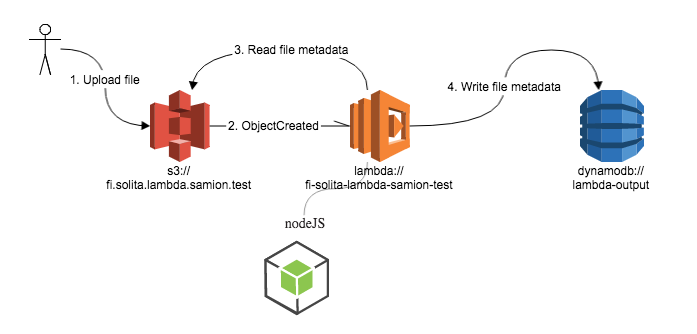 3. Read file metadata
1. Upload file
4. Write file metadata
2. ObjectCreated
s3://
fi.solita.lambda.samion.test
lambda://
fi-solita-lambda-samion-test
dynamodb://
lambda-output
nodeJS